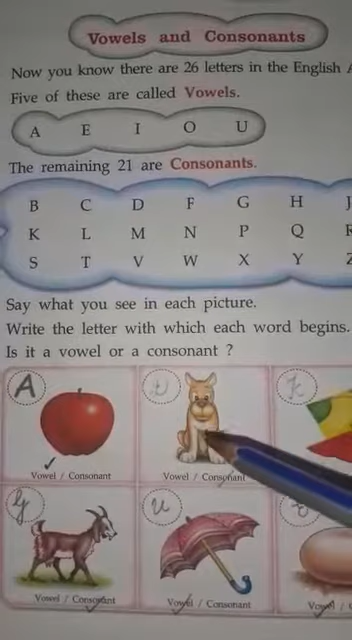 Vowels and Consonants
Now you know there are 26 letters in the English
Five of these are called Vowels.
A E I O U
The remaining 21 are Consonants.
B C D F G H J
K L M N P Q R
S T V W X Y Z
Say what you see in each picture.
Write the letter with which each word begins.
Is it a vowel or a consonant ?
A
Vowel / Consonant
Vowel / Consonant
Vowel / Consonant
u
Vowel / Consonant
Vowel /